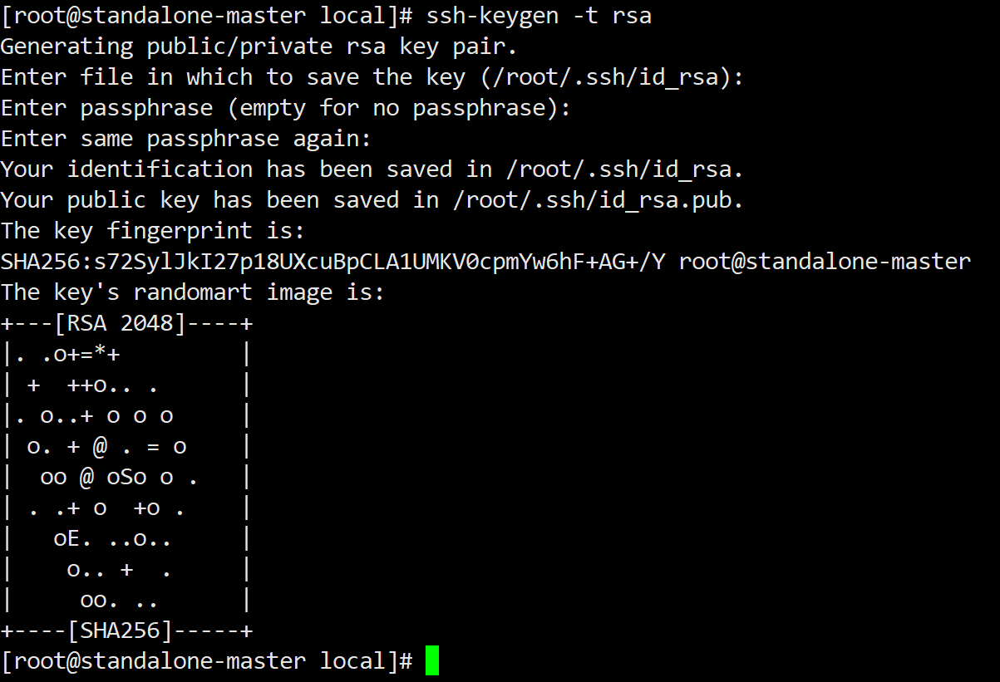 [root@standalone-master local]# ssh-keygen -t rsa
Generating public/private rsa key pair.
Enter file in which to save the key (/root/.ssh/id_rsa):
Enter passphrase (empty for no passphrase):
Enter same passphrase again:
Your identification has been saved in /root/.ssh/id_rsa.
Your public key has been saved in /root/.ssh/id_rsa.pub.
The key fingerprint is:
SHA256:s72SylJkI27p18UXcuBpCLA1UMKV0cpmYw6hF+AG+/Y root@standalone-master
The key's randomart image is:
+---[RSA 2048]----+
|. .o+=*+         |
| +  ++o.. .      |
|. o..+ o o o     |
| o. + @ . = o    |
|  oo @ oSo o .   |
| . .+ o  +o .    |
|   oE. ..o..     |
|    o.. +  .     |
|     oo. ..      |
+----[SHA256]-----+
[root@standalone-master local]#